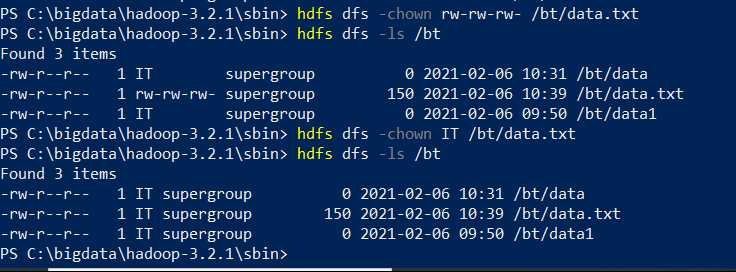 PS C:\bigdata\hadoop-3.2.1\sbin> hdfs dfs -chown rw-rw-rw- /bt/data.txt
PS C:\bigdata\hadoop-3.2.1\sbin> hdfs dfs -ls /bt
Found 3 items
-rw-r--r--   1 IT        supergroup          0 2021-02-06 10:31 /bt/data
-rw-r--r--   1 rw-rw-rw- supergroup        150 2021-02-06 10:39 /bt/data.txt
-rw-r--r--   1 IT        supergroup          0 2021-02-06 09:50 /bt/data1
PS C:\bigdata\hadoop-3.2.1\sbin> hdfs dfs -chown IT /bt/data.txt
PS C:\bigdata\hadoop-3.2.1\sbin> hdfs dfs -ls /bt
Found 3 items
-rw-r--r--   1 IT supergroup          0 2021-02-06 10:31 /bt/data
-rw-r--r--   1 IT supergroup        150 2021-02-06 10:39 /bt/data.txt
-rw-r--r--   1 IT supergroup          0 2021-02-06 09:50 /bt/data1
PS C:\bigdata\hadoop-3.2.1\sbin>